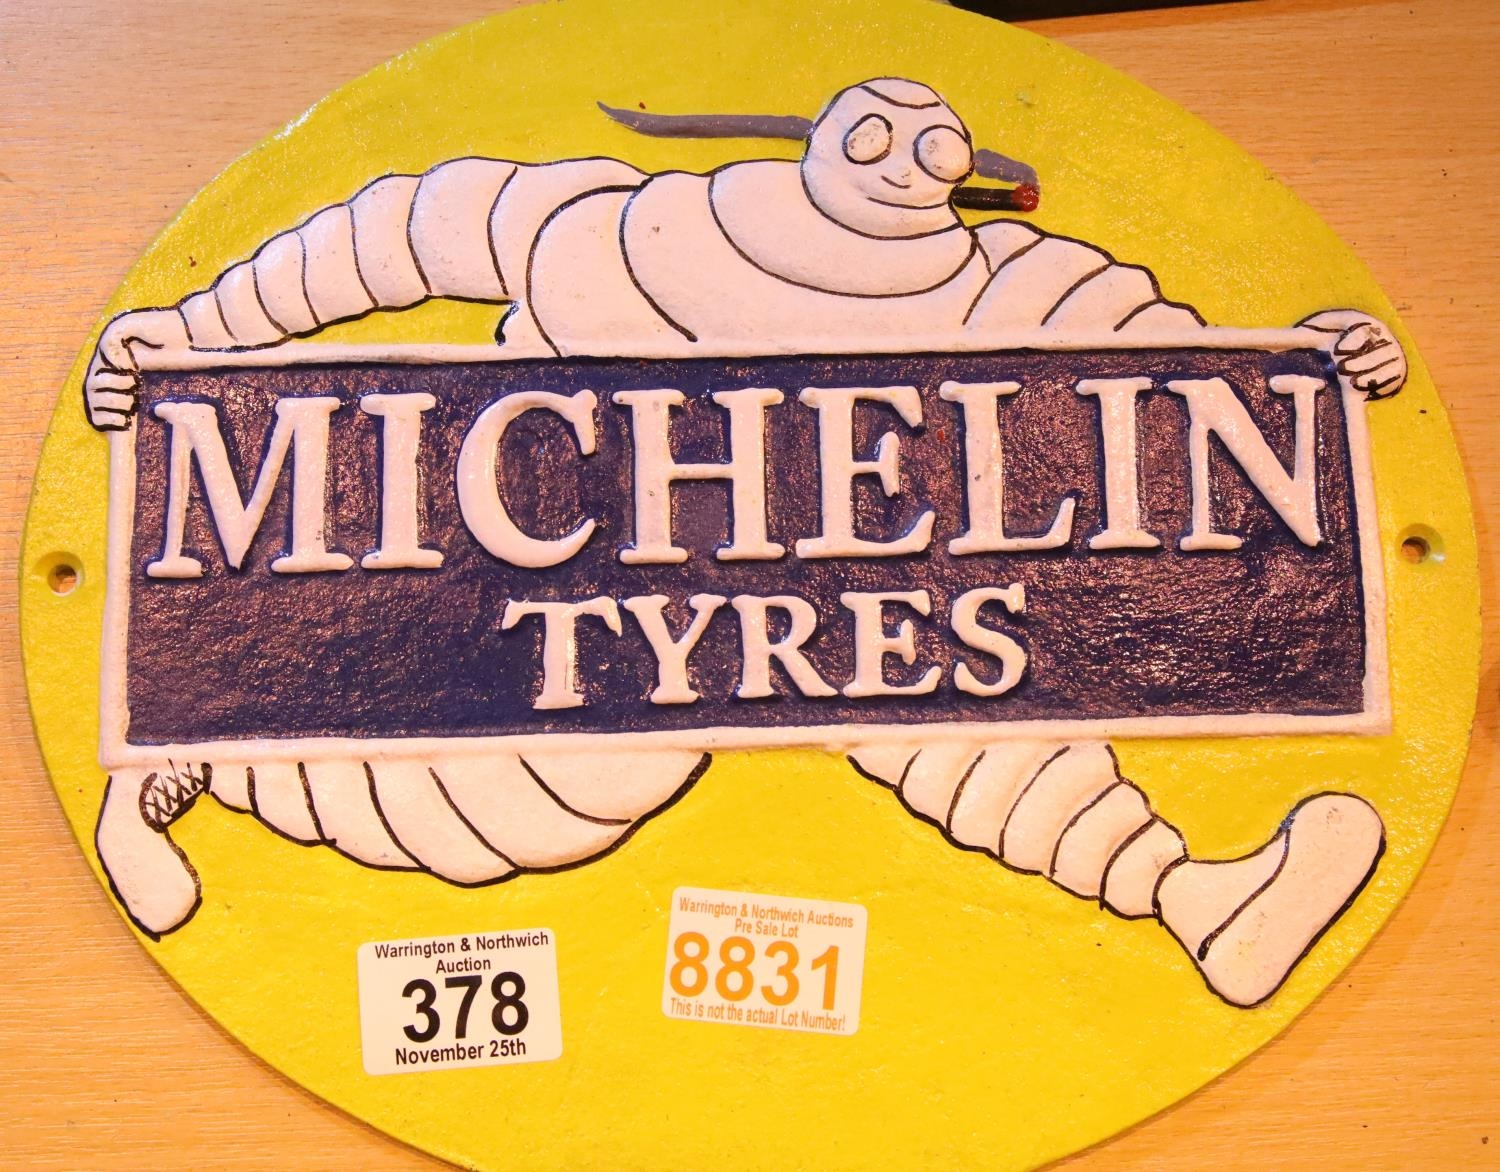 MICHELIN
TYRES
Warrington & Northwich
Auction
378
November 25th
Warrington & Northwich Auctions
Pre Sale Lot
8831
This is not the actual Lot Number!